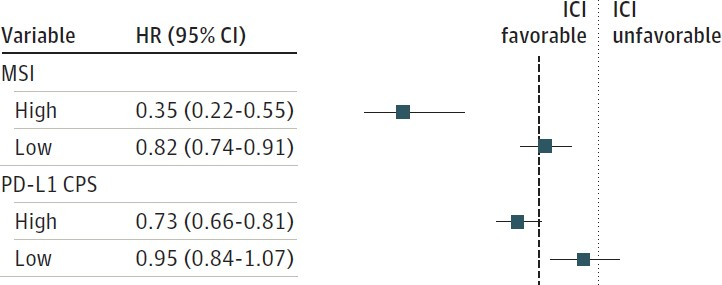 ICI ICI
Variable HR (95% CI) favorable unfavorable
MSI
High 0.35 (0.22-0.55)
Low 0.82 (0.74-0.91)
PD-L1 CPS
High 0.73 (0.66-0.81)
Low 0.95 (0.84-1.07)